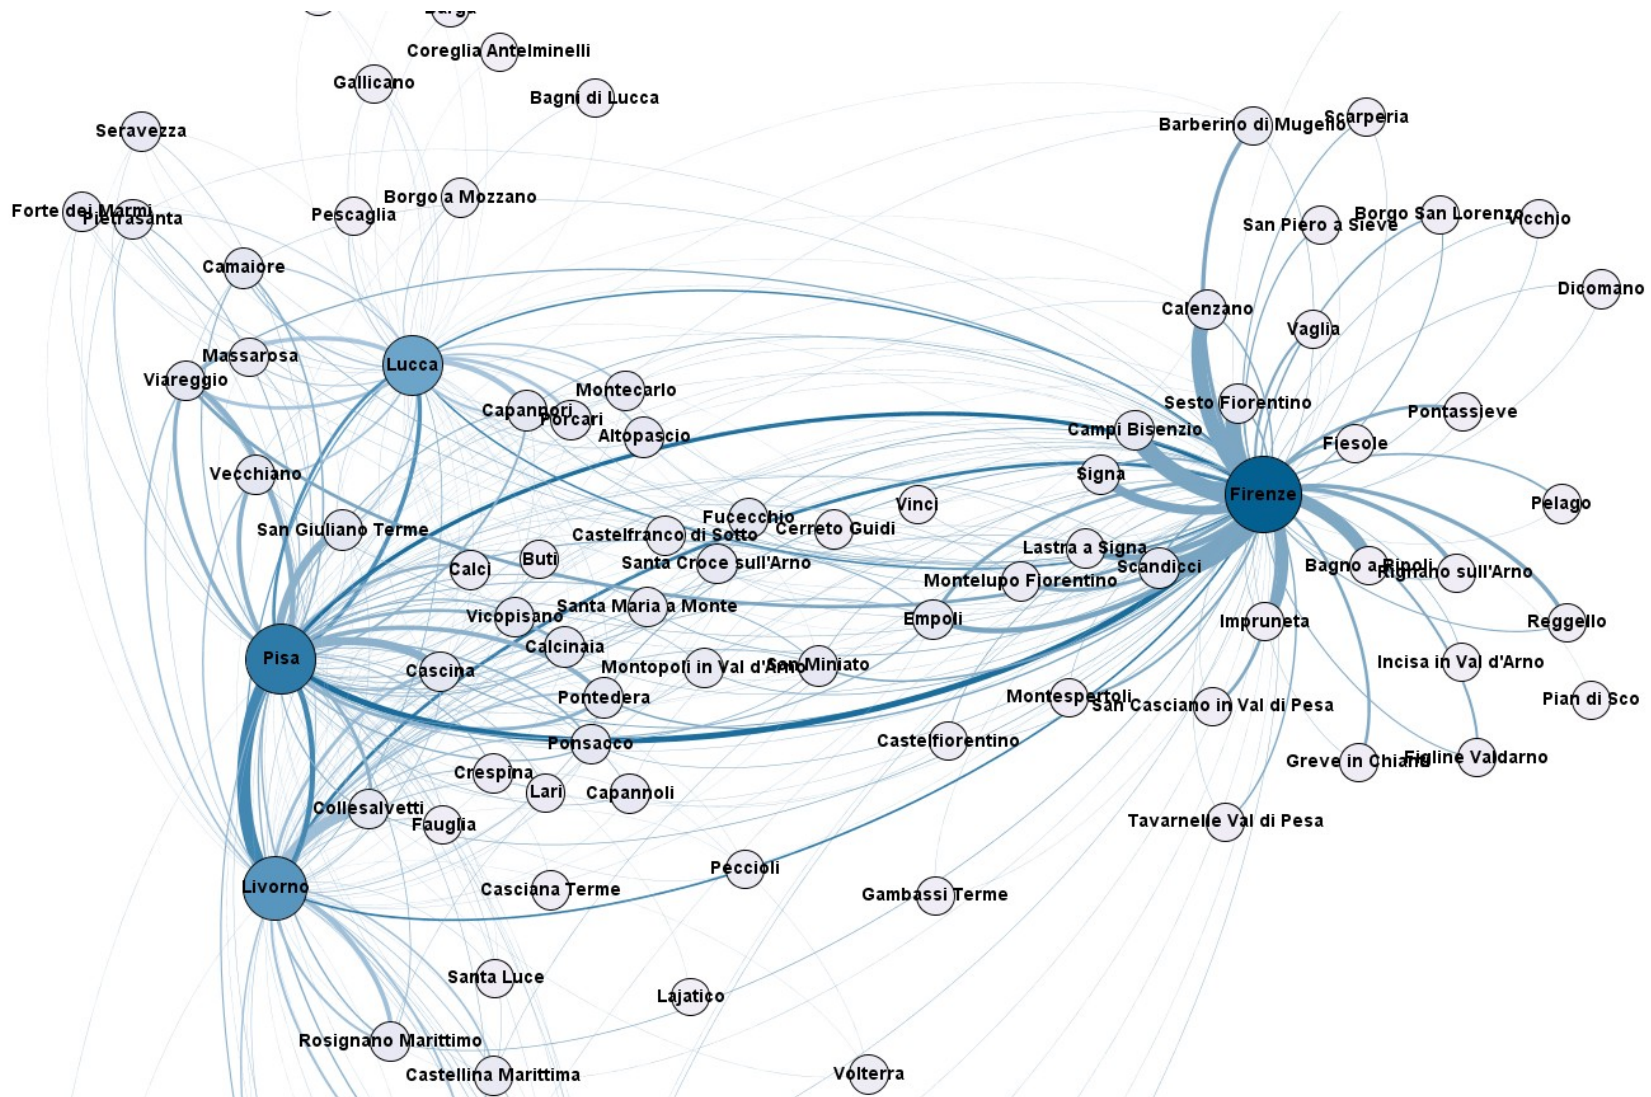 Barga
Coreglia Antelminelli
Gallicano
Bagni di Lucca
Seravezza
Barberino di Mugello
Scarperia
Forte dei Marmi
Pietrasanta
Pescaglia
Borgo a Mozzano
San Piero a Sieve
Borgo San Lorenzo
Vicchio
Camaiore
Dicomano
Calenzano
Vaglia
Massarosa
Viareggio
Lucca
Montecarlo
Capannori
Porcari
Altopascio
Sesto Fiorentino
Campi Bisenzio
Pontassieve
Fiesole
Vecchiano
Signa
Firenze
Pelago
San Giuliano Terme
Fucecchio
Vinci
Castelfranco di Sotto
Cerreto Guidi
Calci
Buti
Santa Croce sull'Arno
Lastra a Signa
Scandicci
Montelupo Fiorentino
Bagno a Ripoli
Rignano sull'Arno
Vicopisano
Santa Maria a Monte
Empoli
Impruneta
Reggello
Pisa
Cascina
Calcinaia
Montopoli in Val d'Arno
San Miniato
Incisa in Val d'Arno
Pontedera
Montespertoli
San Casciano in Val di Pesa
Pian di Sco
Ponsacco
Castelfiorentino
Greve in Chianti
Figline Valdarno
Crespina
Lari
Capannoli
Collesalvetti
Fauglia
Tavarnelle Val di Pesa
Livorno
Casciana Terme
Peccioli
Gambassi Terme
Santa Luce
Lajatico
Rosignano Marittimo
Castellina Marittima
Volterra